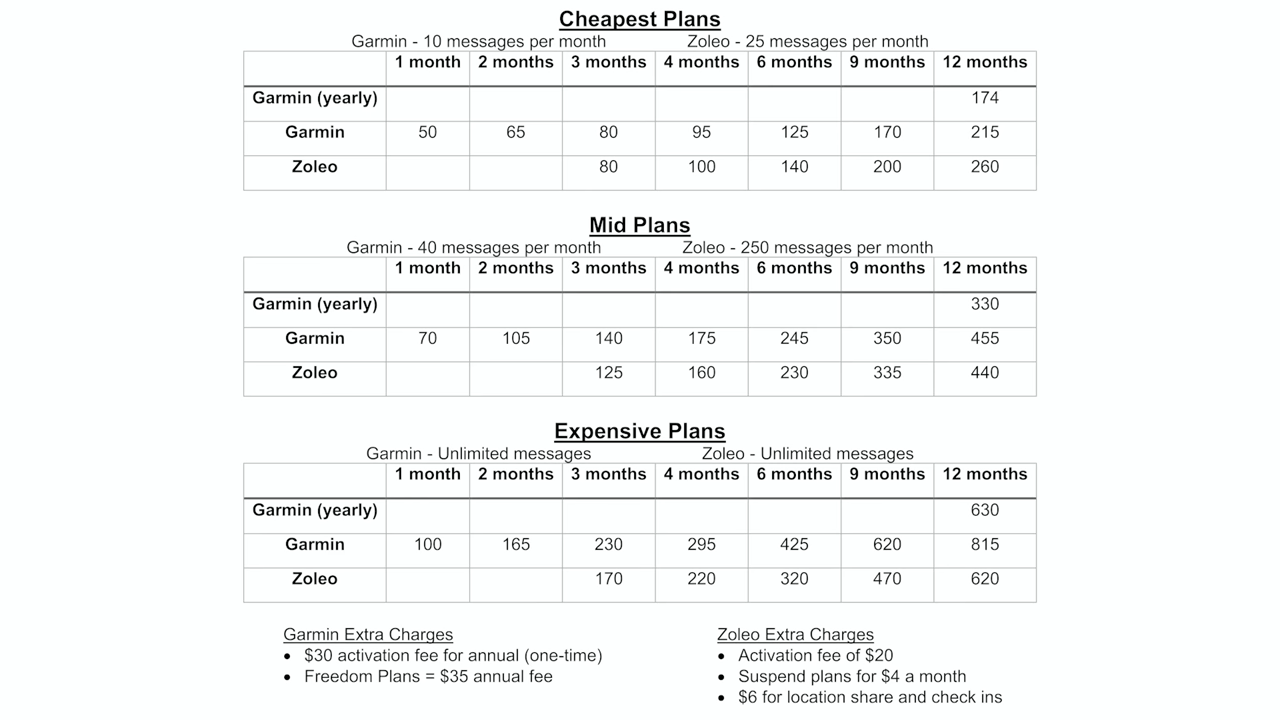 Cheapest Plans
Garmin - 10 messages per month Zoleo - 25 messages per month
1 month 2 months 3 months 4 months 6 months 9 months 12 months
Garmin (yearly) 174
Garmin 50 65 80 95 125 170 215
Zoleo 80 100 140 200 260
Mid Plans
Garmin - 40 messages per month Zoleo - 250 messages per month
1 month 2 months 3 months 4 months 6 months 9 months 12 months
Garmin (yearly) 330
Garmin 70 105 140 175 245 350 455
Zoleo 125 160 230 335 440
Expensive Plans
Garmin - Unlimited messages Zoleo - Unlimited messages
1 month 2 months 3 months 4 months 6 months 9 months 12 months
Garmin (yearly) 630
Garmin 100 165 230 295 425 620 815
Zoleo 170 220 320 470 620
Garmin Extra Charges
• $30 activation fee for annual (one-time)
• Freedom Plans = $35 annual fee
Zoleo Extra Charges
• Activation fee of $20
• Suspend plans for $4 a month
• $6 for location share and check ins